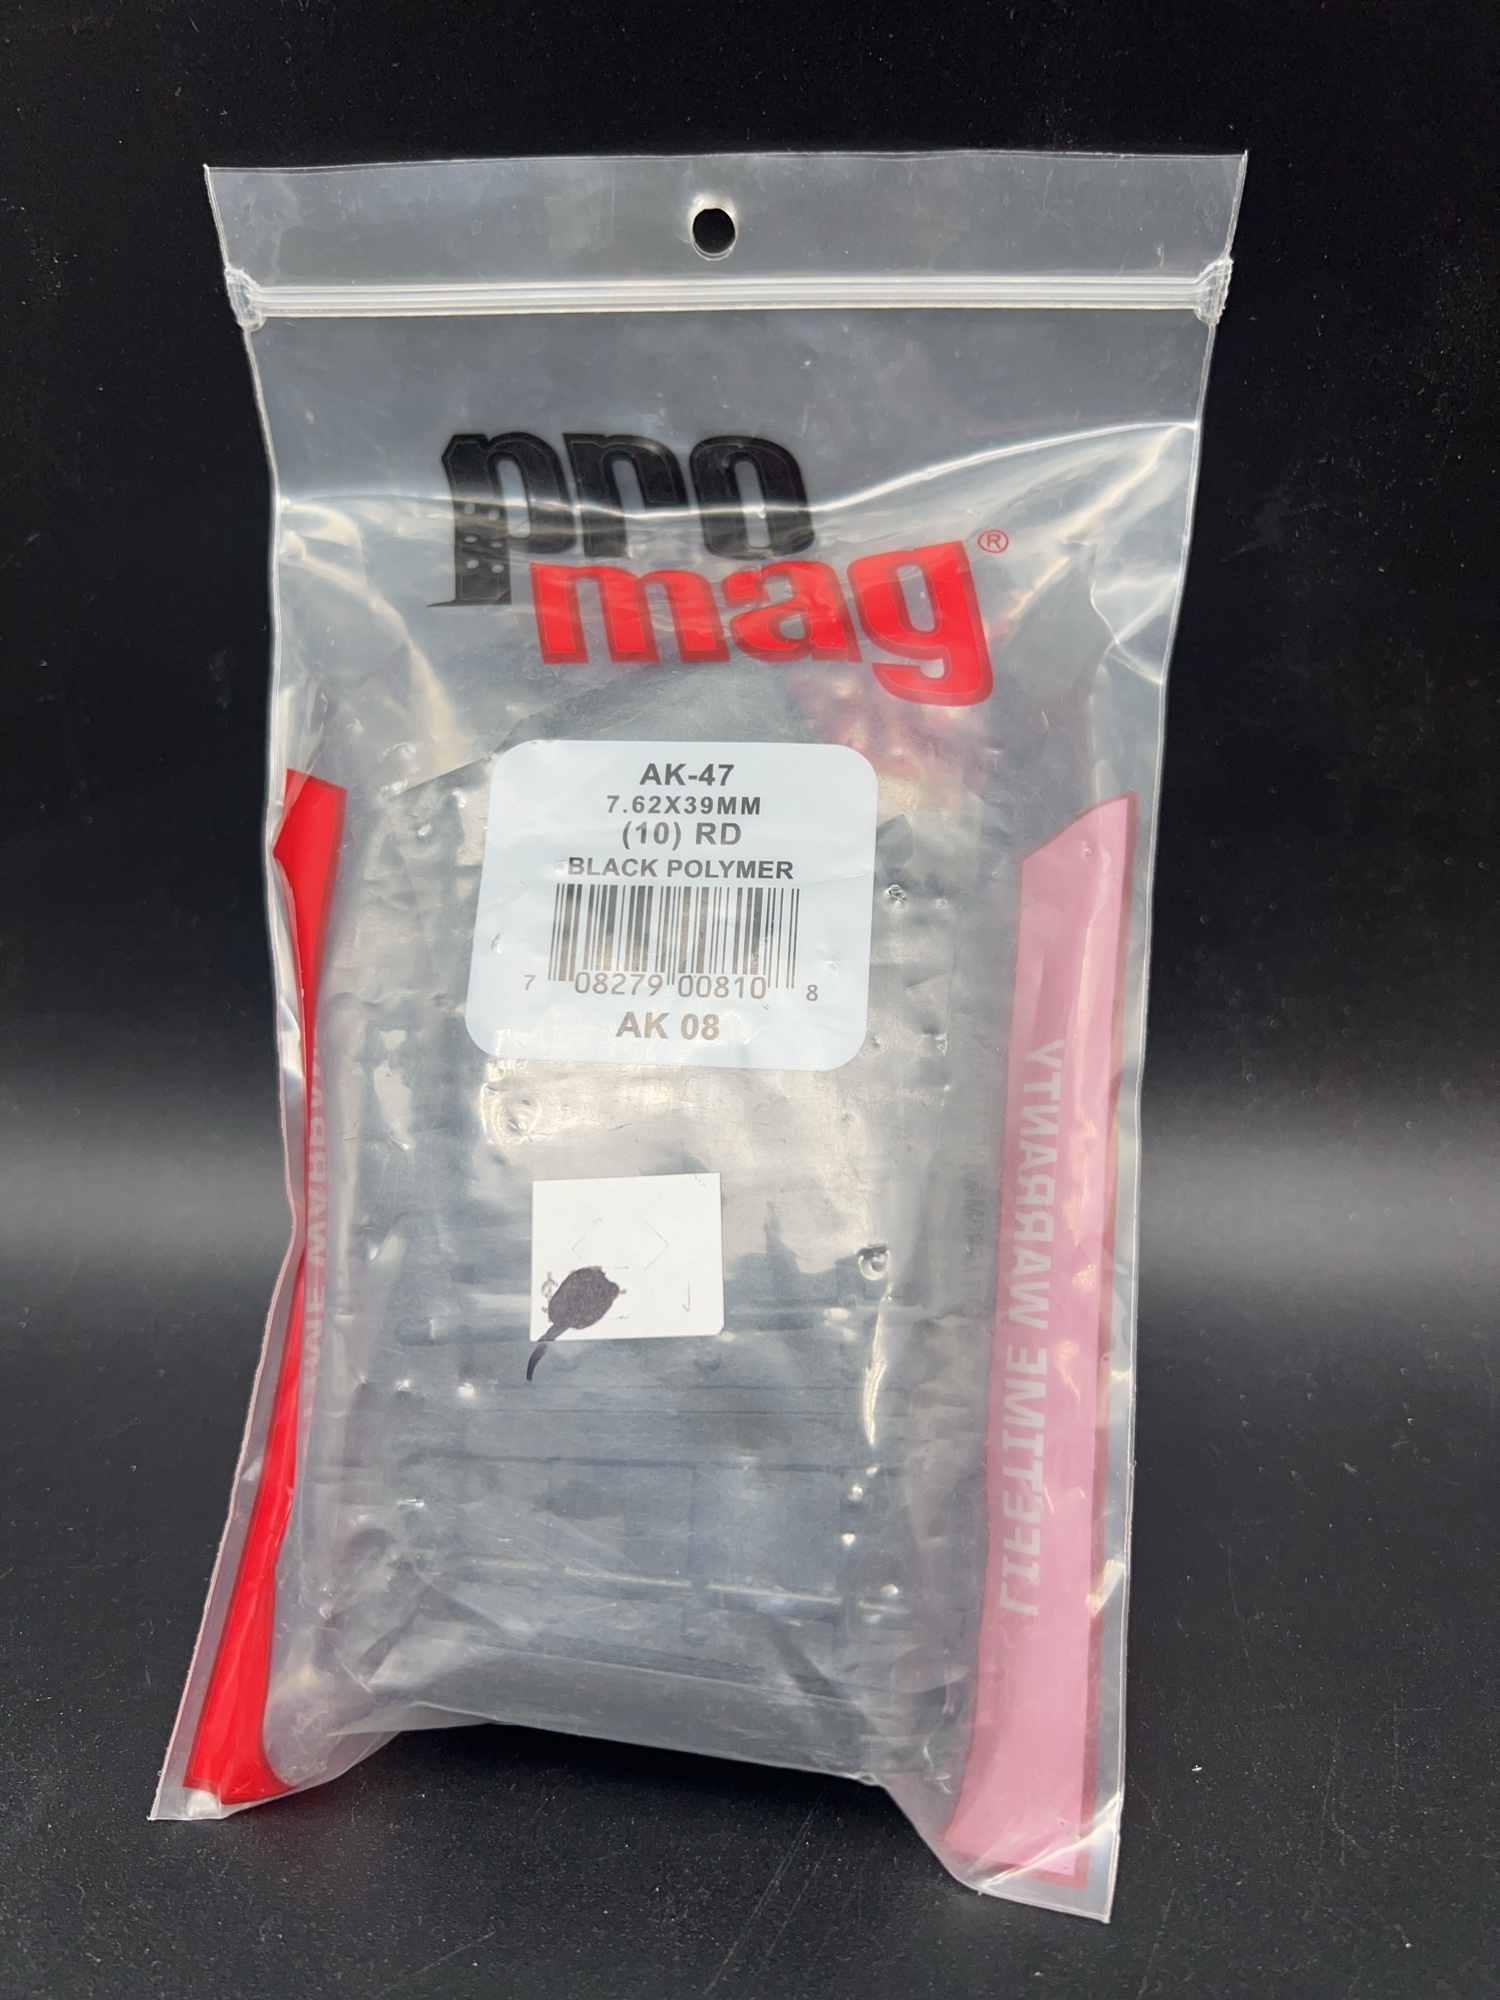 pro
mag®
AK-47
7.62X39MM
(10) RD
BLACK POLYMER
7 08279 00810 8
AK 08
LIFETIME WARRANTY